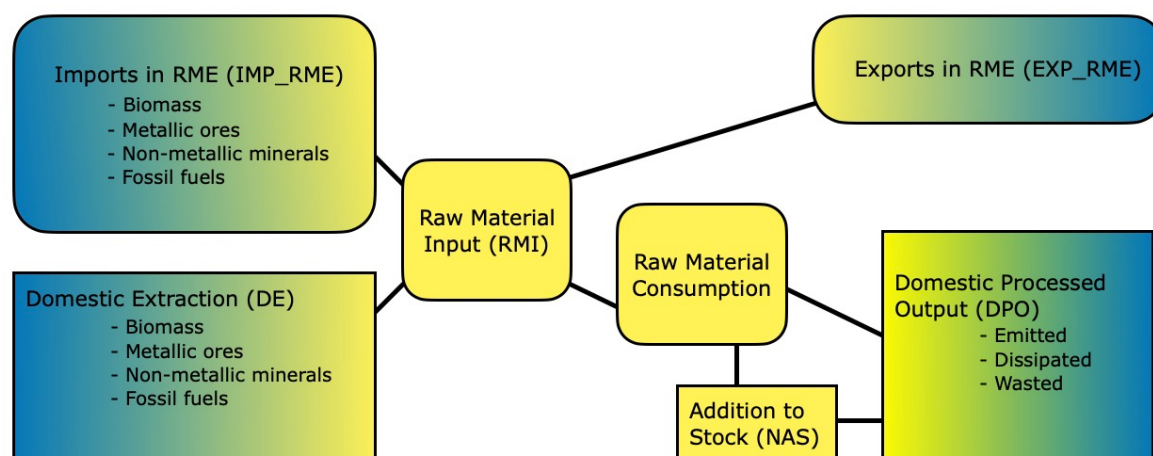 Imports in RME (IMP_RME)
- Biomass
- Metallic ores
- Non-metallic minerals
- Fossil fuels
Exports in RME (EXP_RME)
Raw Material
Input (RMI)
Raw Material
Consumption
Domestic Extraction (DE)
- Biomass
- Metallic ores
- Non-metallic minerals
- Fossil fuels
Domestic Processed
Output (DPO)
- Emitted
- Dissipated
- Wasted
Addition to
Stock (NAS)